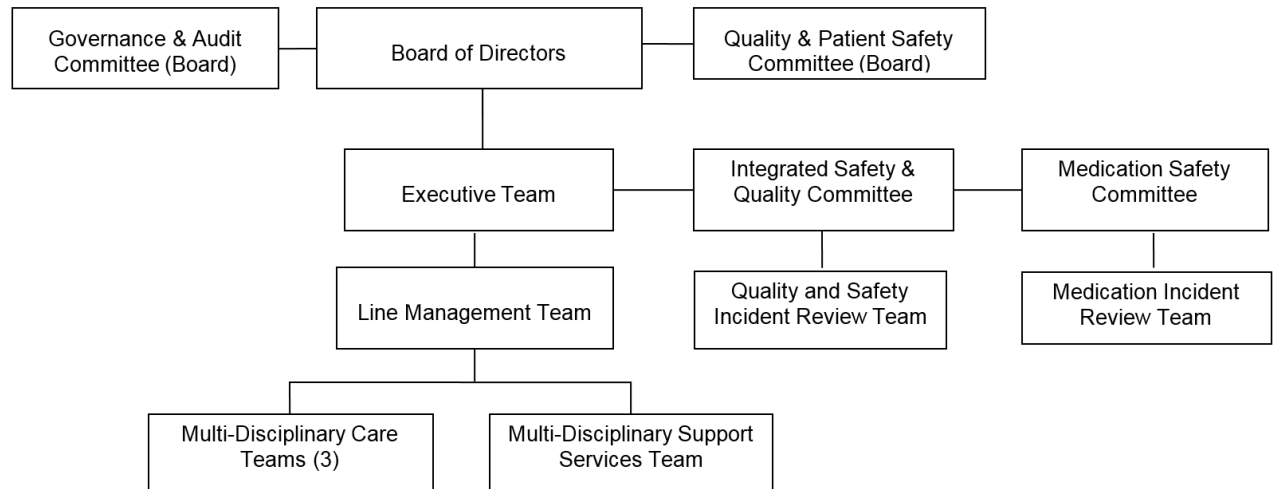 Governance & Audit
Committee (Board)
Board of Directors
Quality & Patient Safety
Committee (Board)
Executive Team
Integrated Safety &
Quality Committee
Medication Safety
Committee
Line Management Team
Quality and Safety
Incident Review Team
Medication Incident
Review Team
Multi-Disciplinary Care
Teams (3)
Multi-Disciplinary Support
Services Team